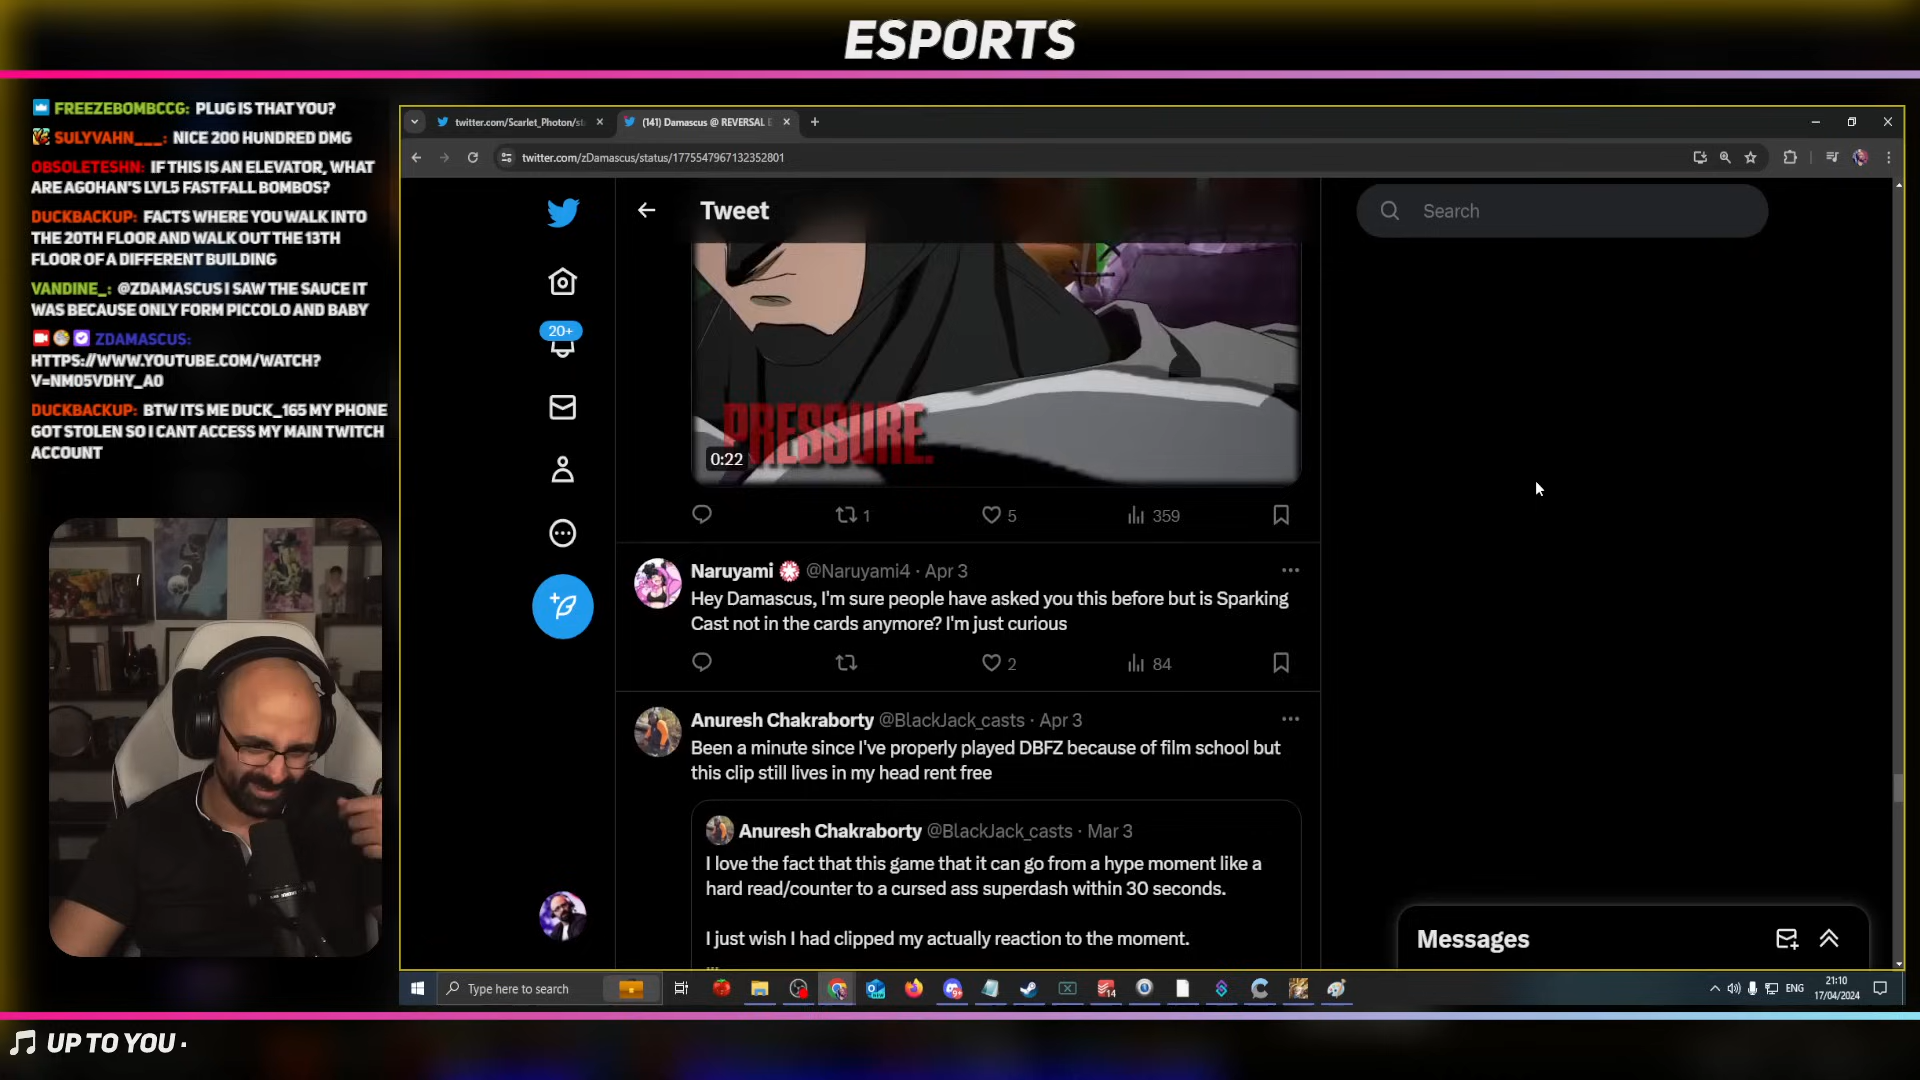 ESPORTS
FREEZEBOMBCCG: PLUG IS THAT YOU?
SULYVAHN___: NICE 200 HUNDRED DMG
OBSOLETESHN: IF THIS IS AN ELEVATOR, WHAT
ARE AGOHAN'S LVL5 FASTFALL BOMBOS?
DUCKBACKUP: FACTS WHERE YOU WALK INTO
THE 20TH FLOOR AND WALK OUT THE 13TH
FLOOR OF A DIFFERENT BUILDING
VANDINE_: @ZDAMASCUS I SAW THE SAUCE IT
WAS BECAUSE ONLY FORM PICCOLO AND BABY
ZDAMASCUS:
HTTPS://WWW.YOUTUBE.COM/WATCH?
V=NM05VDHY_A0
DUCKBACKUP: BTW ITS ME DUCK_165 MY PHONE
GOT STOLEN SO I CANT ACCESS MY MAIN TWITCH
ACCOUNT
twitter.com/Scarlet_Photon/st
(141) Damascus @ REVERSAL E
twitter.com/zDamascus/status/1775547967132352801
Tweet
Search
20+
PRESSURE.
0:22
1
5
359
Naruyami @Naruyami4 · Apr 3
Hey Damascus, I'm sure people have asked you this before but is Sparking
Cast not in the cards anymore? I'm just curious
2
84
Anuresh Chakraborty @BlackJack_casts · Apr 3
Been a minute since I've properly played DBFZ because of film school but
this clip still lives in my head rent free
Anuresh Chakraborty @BlackJack_casts · Mar 3
I love the fact that this game that it can go from a hype moment like a
hard read/counter to a cursed ass superdash within 30 seconds.
I just wish I had clipped my actually reaction to the moment.
Messages
Type here to search
14
ENG
21:10
17/04/2024
UP TO YOU ·